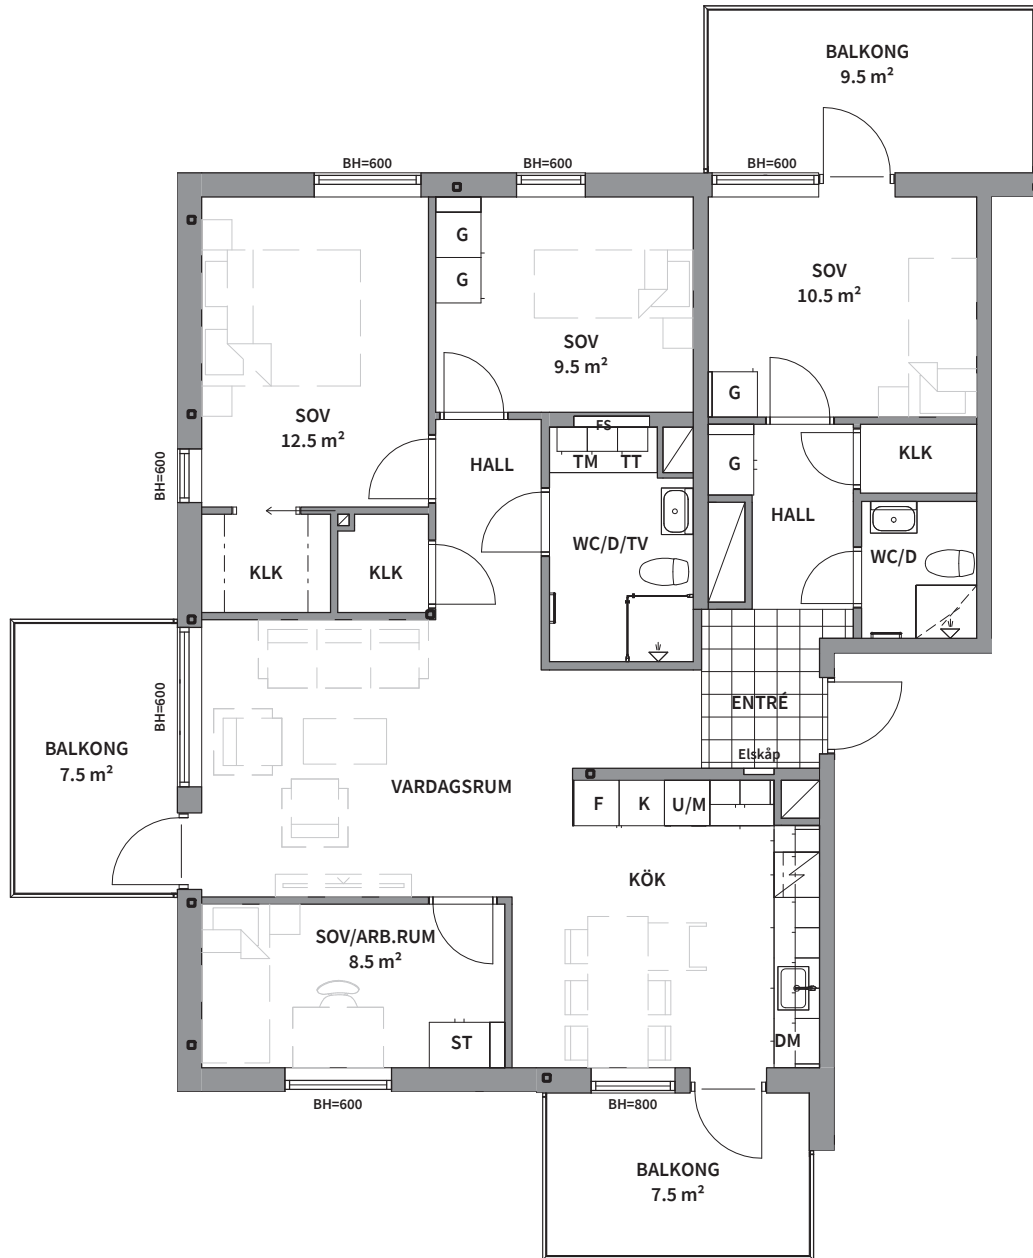 BALKONG
9.5 m²
BH=600
BH=600
BH=600
G
G
SOV
10.5 m²
SOV
9.5 m²
G
SOV
12.5 m²
FS
TM
TT
HALL
G
KLK
BH=600
HALL
WC/D/TV
WC/D
KLK
KLK
BH=600
ENTRÉ
BALKONG
7.5 m²
Elskåp
VARDAGSRUM
F
K
U/M
KÖK
SOV/ARB.RUM
8.5 m²
ST
DM
BH=600
BH=800
BALKONG
7.5 m²